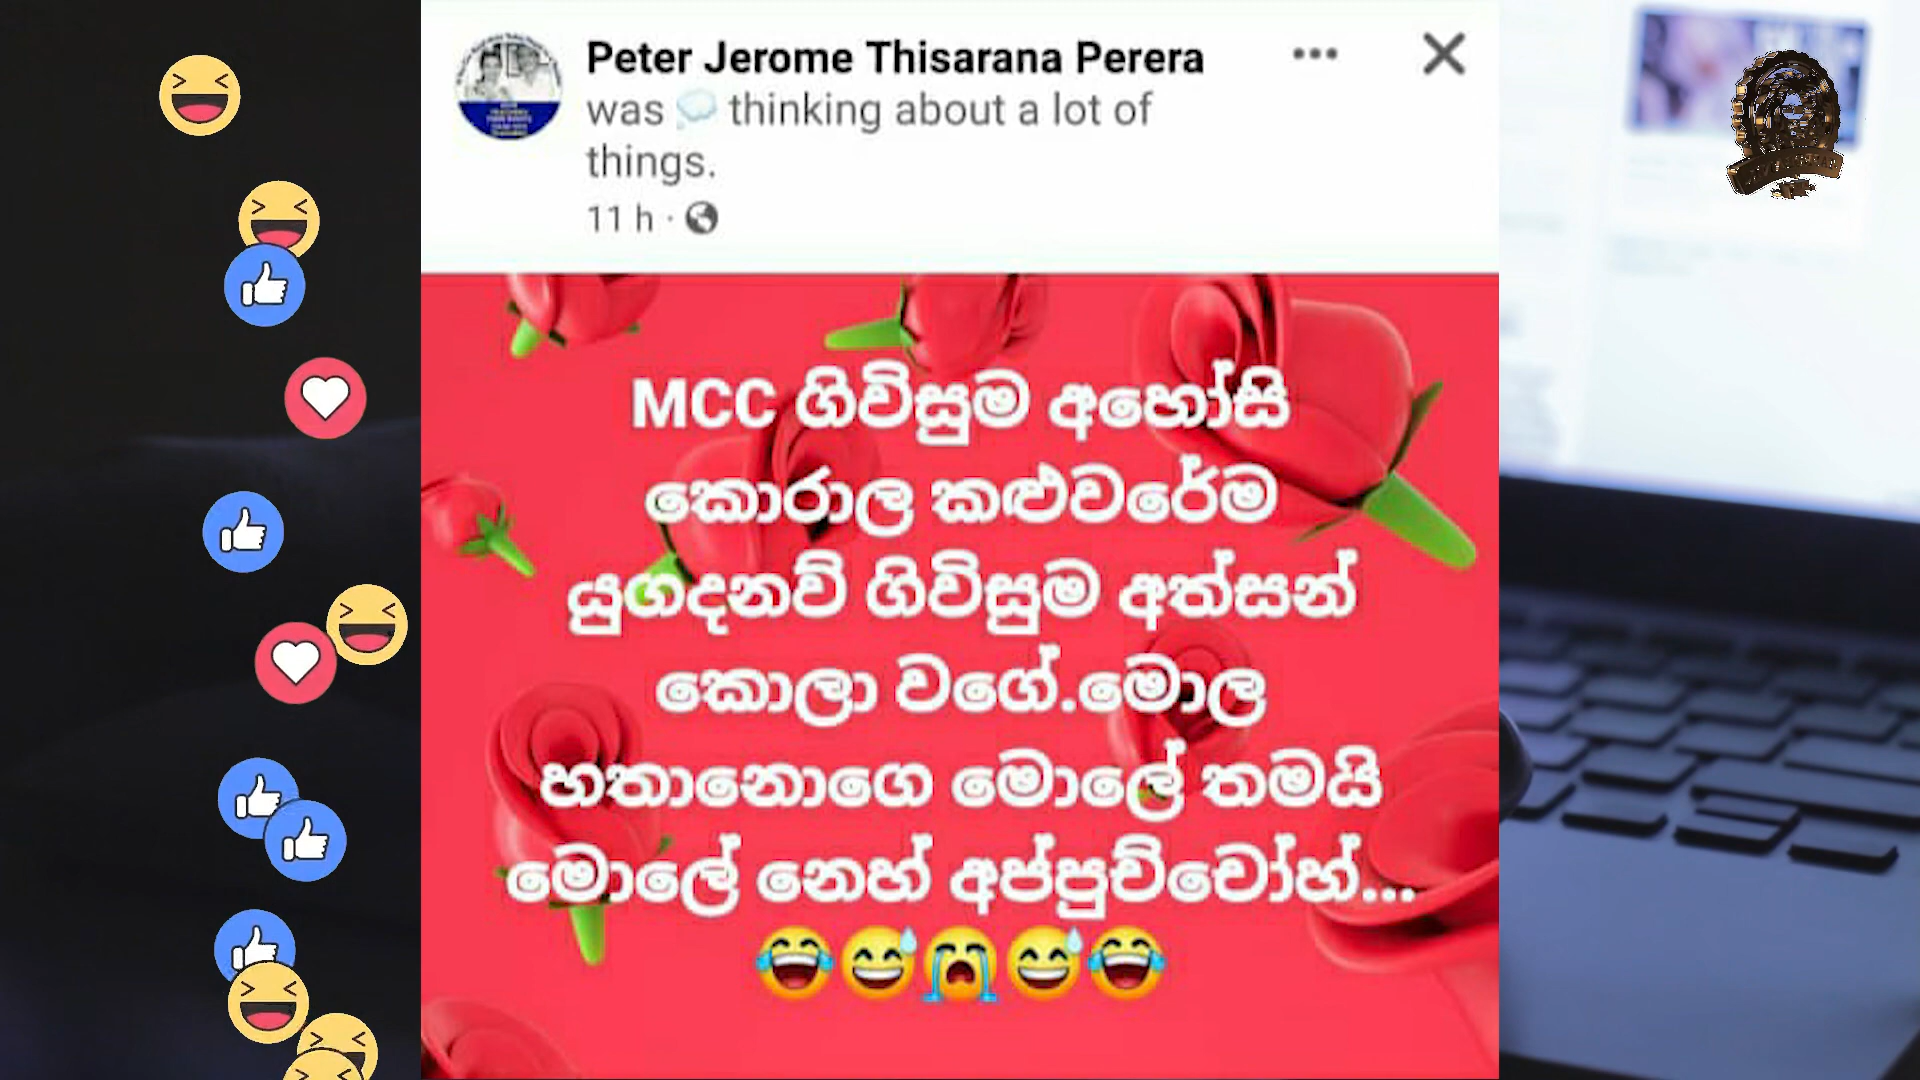 Peter Jerome Thisarana Perera
was thinking about a lot of
things.
11 h ·
MCC ගිවිසුම අහෝසි
කොරාල කළුවරේම
යුගදනව් ගිවිසුම අත්සන්
කොලා වගේ.මොල
හතානොගෙ මොලේ තමයි
මොලේ නෙහ් අප්පුච්චෝහ්...